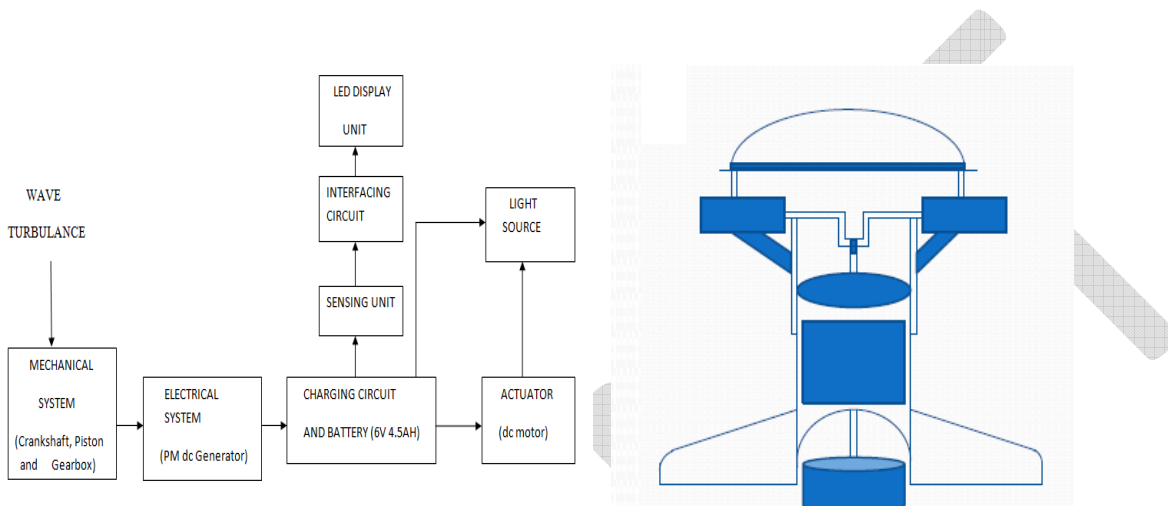 WAVE
TURBULANCE
MECHANICAL
SYSTEM
(Crankshaft, Piston
and Gearbox)
ELECTRICAL
SYSTEM
(PM dc Generator)
CHARGING CIRCUIT
AND BATTERY (6V 4.5AH)
SENSING UNIT
INTERFACING
CIRCUIT
LED DISPLAY
UNIT
ACTUATOR
(dc motor)
LIGHT
SOURCE